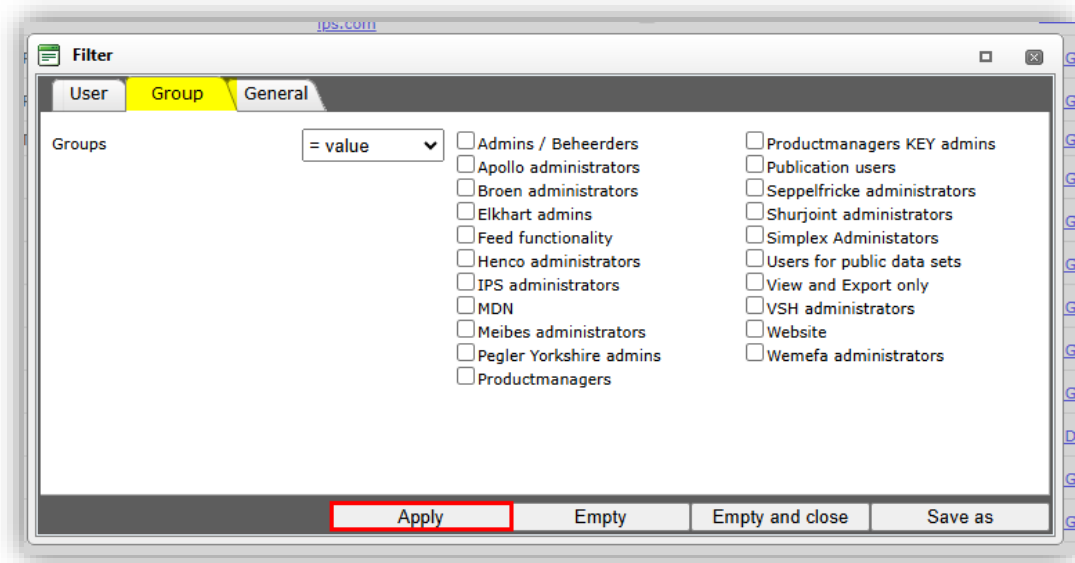 ips.com
Filter
User Group General
Groups = value
Admins / Beheerders
Apollo administrators
Broen administrators
Elkhart admins
Feed functionality
Henco administrators
IPS administrators
MDN
Meibes administrators
Pegler Yorkshire admins
Productmanagers
Productmanagers KEY admins
Publication users
Seppelfricke administrators
Shurjoint administrators
Simplex Administators
Users for public data sets
View and Export only
VSH administrators
Website
Wemefa administrators
Apply Empty Empty and close Save as